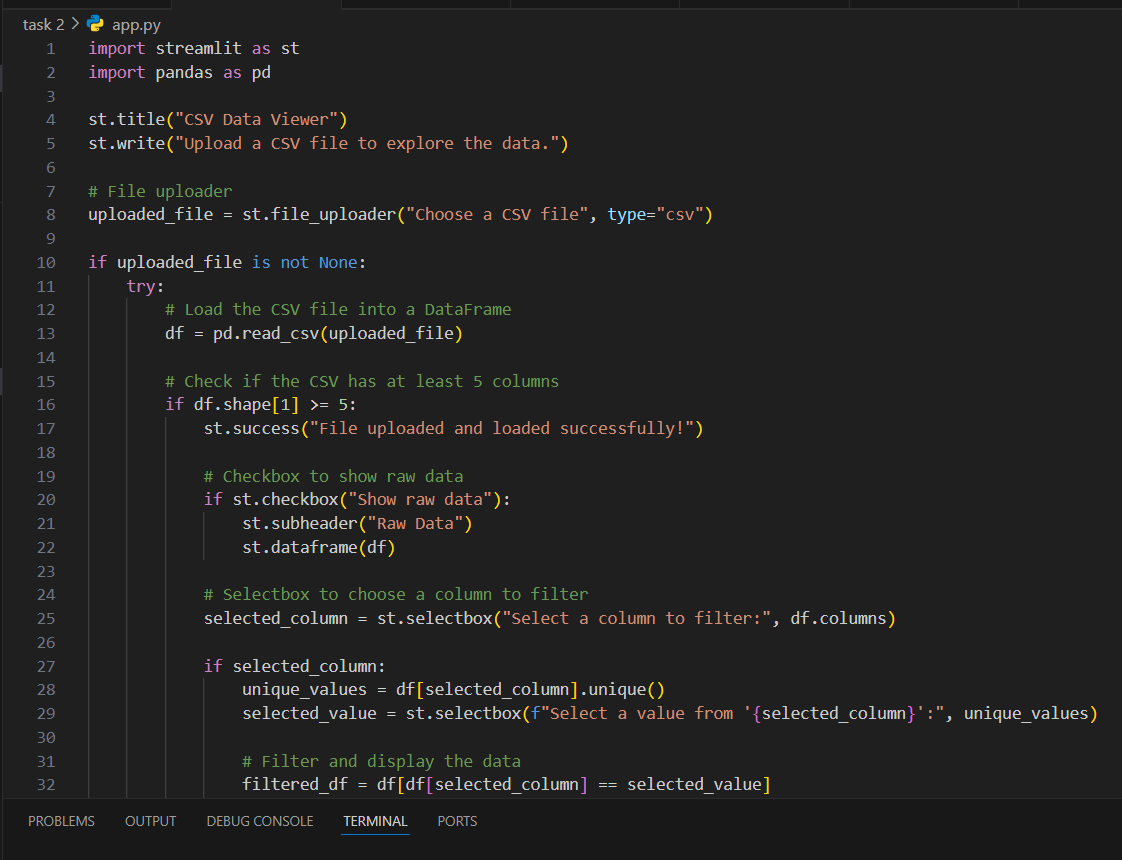 task 2 > app.py
1 import streamlit as st
2 import pandas as pd
3
4 st.title("CSV Data Viewer")
5 st.write("Upload a CSV file to explore the data.")
6
7 # File uploader
8 uploaded_file = st.file_uploader("Choose a CSV file", type="csv")
9
10 if uploaded_file is not None:
11     try:
12         # Load the CSV file into a DataFrame
13         df = pd.read_csv(uploaded_file)
14
15         # Check if the CSV has at least 5 columns
16         if df.shape[1] >= 5:
17             st.success("File uploaded and loaded successfully!")
18
19             # Checkbox to show raw data
20             if st.checkbox("Show raw data"):
21                 st.subheader("Raw Data")
22                 st.dataframe(df)
23
24             # Selectbox to choose a column to filter
25             selected_column = st.selectbox("Select a column to filter:", df.columns)
26
27             if selected_column:
28                 unique_values = df[selected_column].unique()
29                 selected_value = st.selectbox(f"Select a value from '{selected_column}':", unique_values)
30
31                 # Filter and display the data
32                 filtered_df = df[df[selected_column] == selected_value]
PROBLEMS OUTPUT DEBUG CONSOLE TERMINAL PORTS